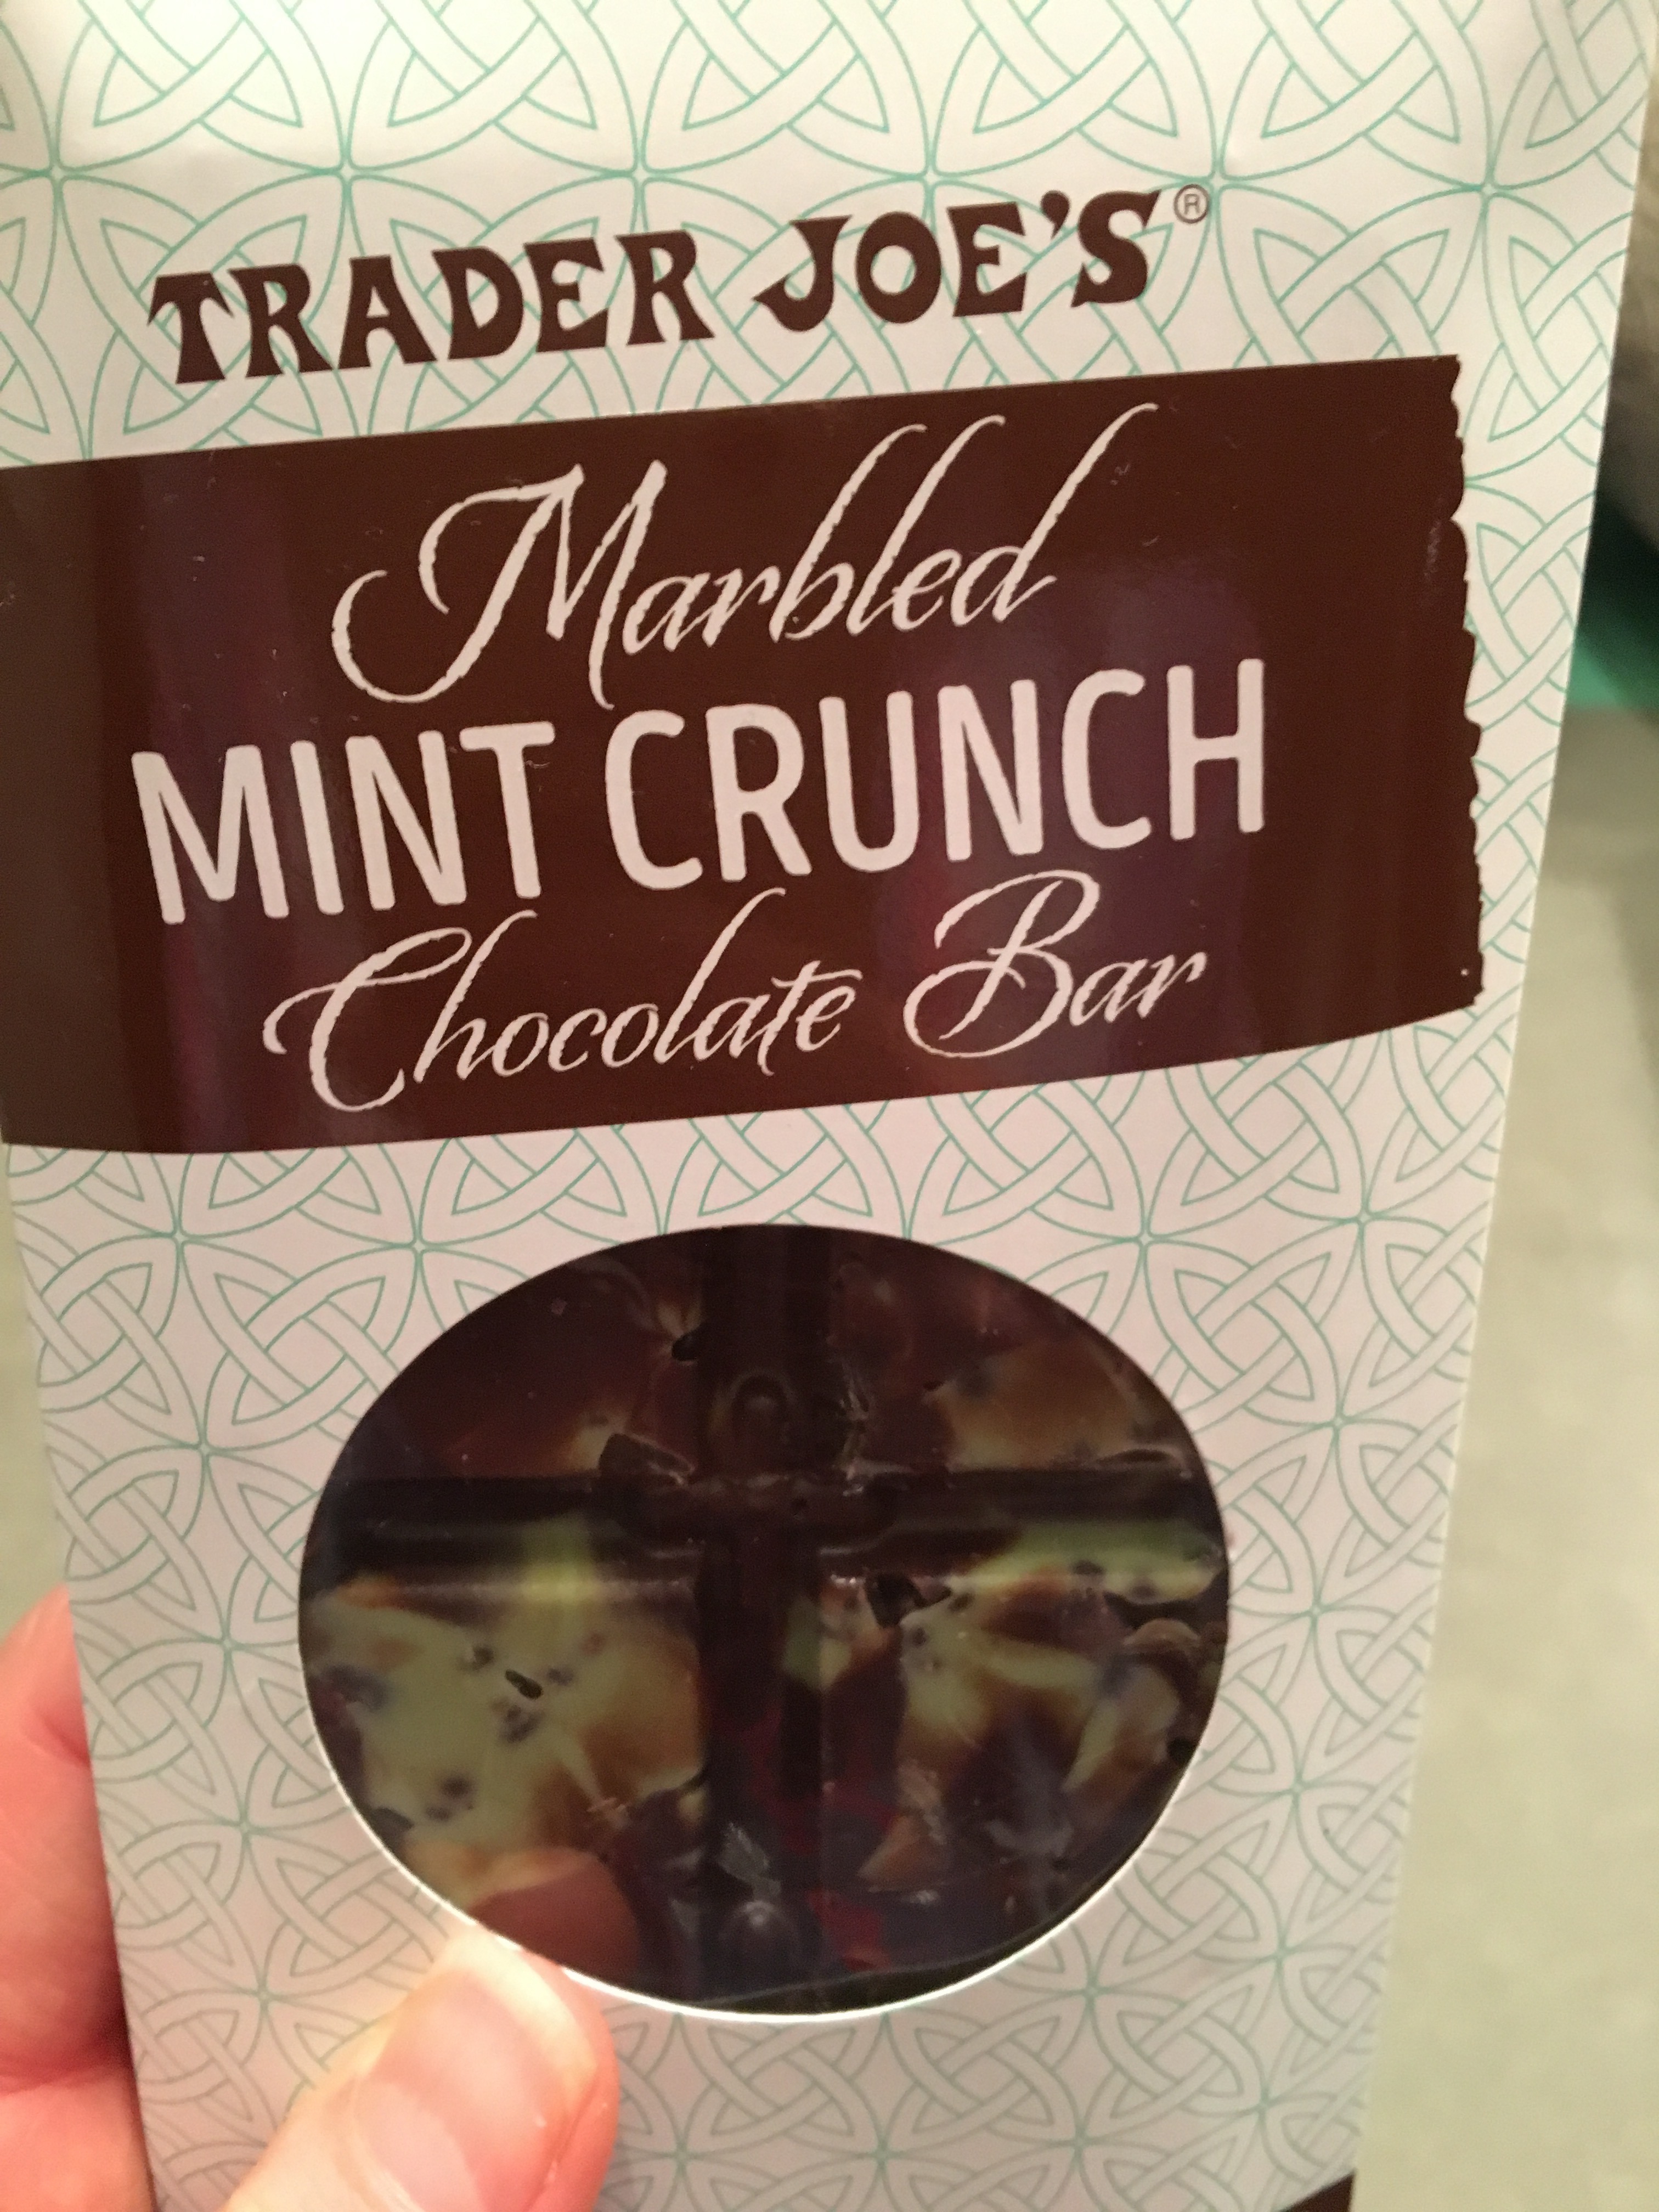 TRADER JOE'S®
Marbled
MINT CRUNCH
Chocolate Bar